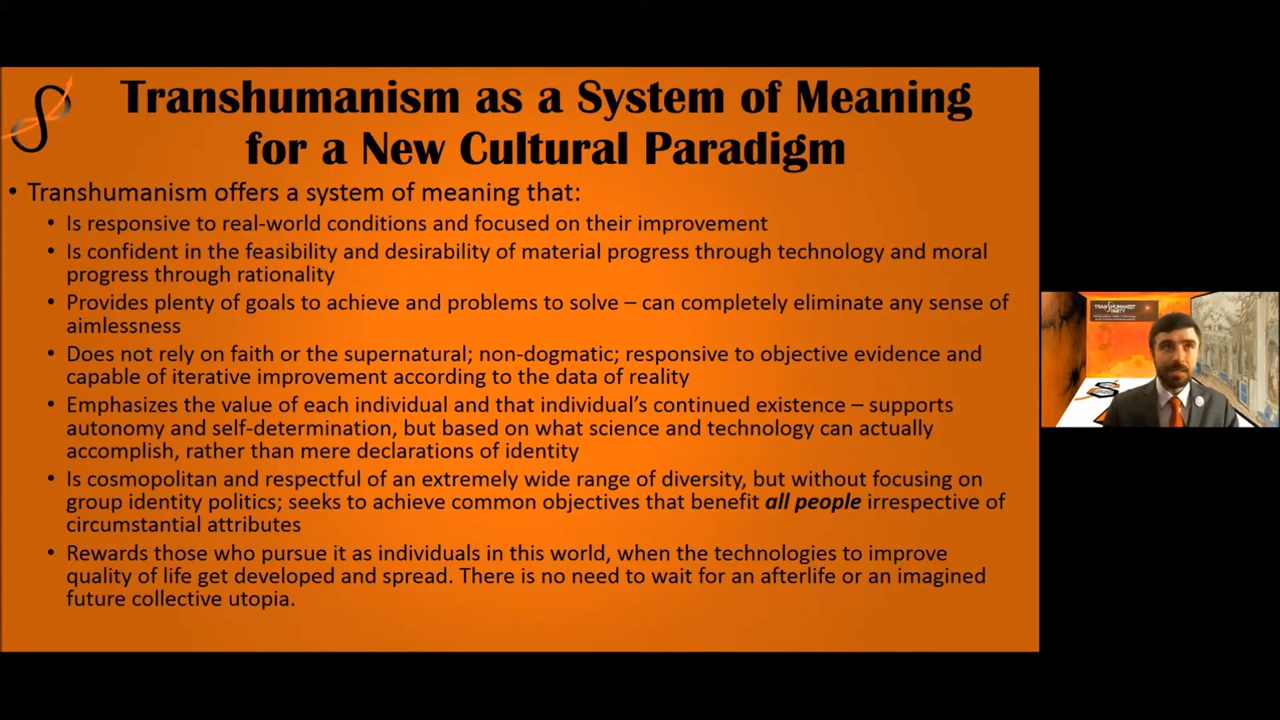 Transhumanism as a System of Meaning
for a New Cultural Paradigm
• Transhumanism offers a system of meaning that:
• Is responsive to real-world conditions and focused on their improvement
• Is confident in the feasibility and desirability of material progress through technology and moral
progress through rationality
• Provides plenty of goals to achieve and problems to solve – can completely eliminate any sense of
aimlessness
• Does not rely on faith or the supernatural; non-dogmatic; responsive to objective evidence and
capable of iterative improvement according to the data of reality
• Emphasizes the value of each individual and that individual's continued existence – supports
autonomy and self-determination, but based on what science and technology can actually
accomplish, rather than mere declarations of identity
• Is cosmopolitan and respectful of an extremely wide range of diversity, but without focusing on
group identity politics; seeks to achieve common objectives that benefit all people irrespective of
circumstantial attributes
• Rewards those who pursue it as individuals in this world, when the technologies to improve
quality of life get developed and spread. There is no need to wait for an afterlife or an imagined
future collective utopia.
TRANSHUMANIST
PARTY